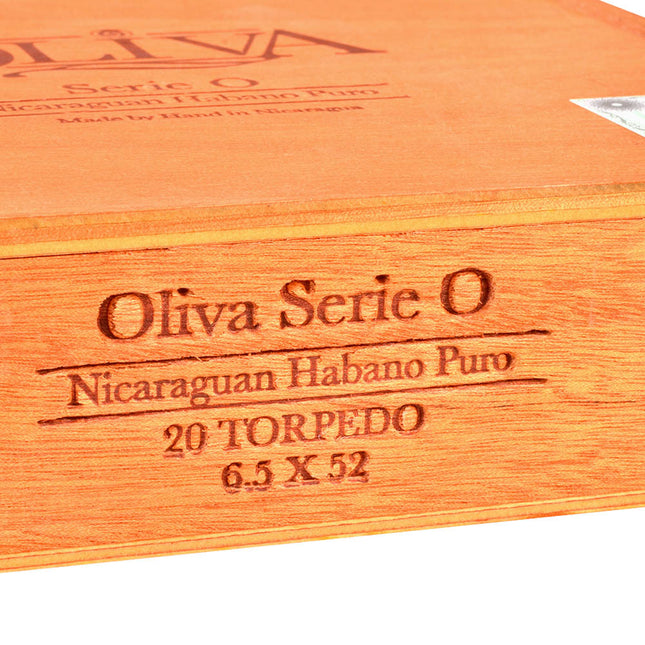 OLIVA
Serie O
Nicaraguan Habano Puro
Made by Hand in Nicaragua
Oliva Serie O
Nicaraguan Habano Puro
20 TORPEDO
6.5 X 52